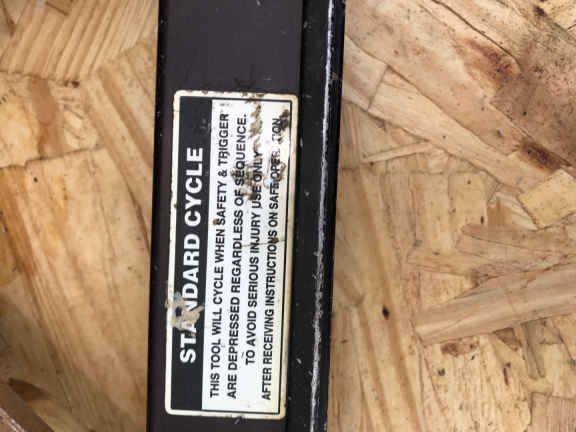 STANDARD CYCLE
THIS TOOL WILL CYCLE WHEN SAFETY & TRIGGER
ARE DEPRESSED REGARDLESS OF SEQUENCE.
TO AVOID SERIOUS INJURY USE ONLY
AFTER RECEIVING INSTRUCTIONS ON SAFE OPERATION